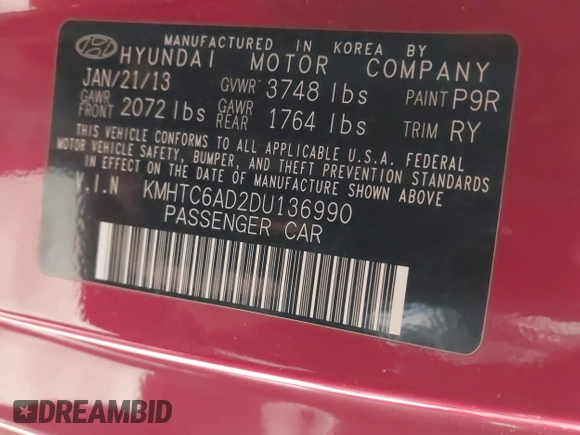 MANUFACTURED IN KOREA BY
HYUNDAI MOTOR COMPANY
JAN/21/13 GVWR 3748 lbs PAINT P9R
GAWR FRONT 2072 lbs GAWR REAR 1764 lbs TRIM RY
THIS VEHICLE CONFORMS TO ALL APPLICABLE U.S.A. FEDERAL
MOTOR VEHICLE SAFETY, BUMPER, AND THEFT PREVENTION STANDARDS
IN EFFECT ON THE DATE OF MANUFACTURE SHOWN ABOVE
V.I.N KMHTC6AD2DU136990
PASSENGER CAR
DREAMBID